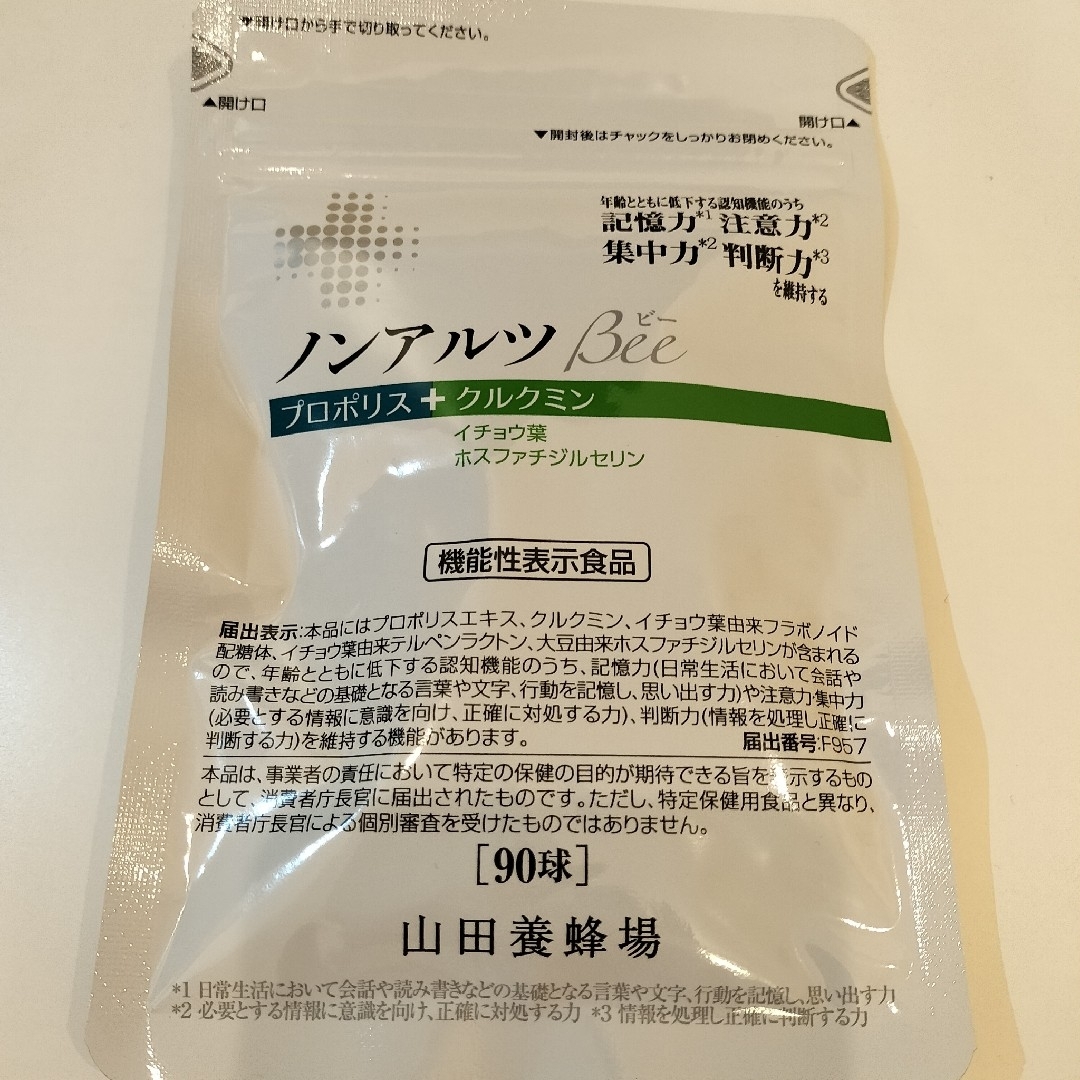 ▼開け口から手で切り取ってください。
▲開け口
開け口▲
▼開封後はチャックをしっかりお閉めください。
年齢とともに低下する認知機能のうち
記憶力*1 注意力*2
集中力*2 判断力*3
を維持する
ビー
ノンアルツBee
プロポリス+クルクミン
イチョウ葉
ホスファチジルセリン
機能性表示食品
届出表示:本品にはプロポリスエキス、クルクミン、イチョウ葉由来フラボノイド
配糖体、イチョウ葉由来テルペンラクトン、大豆由来ホスファチジルセリンが含まれる
ので、年齢とともに低下する認知機能のうち、記憶力(日常生活において会話や
読み書きなどの基礎となる言葉や文字、行動を記憶し、思い出す力)や注意力・集中力
(必要とする情報に意識を向け、正確に対処する力)、判断力(情報を処理し正確に
判断する力)を維持する機能があります。 届出番号:F957
本品は、事業者の責任において特定の保健の目的が期待できる旨を表示するもの
として、消費者庁長官に届出されたものです。ただし、特定保健用食品と異なり、
消費者庁長官による個別審査を受けたものではありません。
[90球]
山田養蜂場
*1 日常生活において会話や読み書きなどの基礎となる言葉や文字、行動を記憶し、思い出す力
*2 必要とする情報に意識を向け、正確に対処する力 *3 情報を処理し正確に判断する力